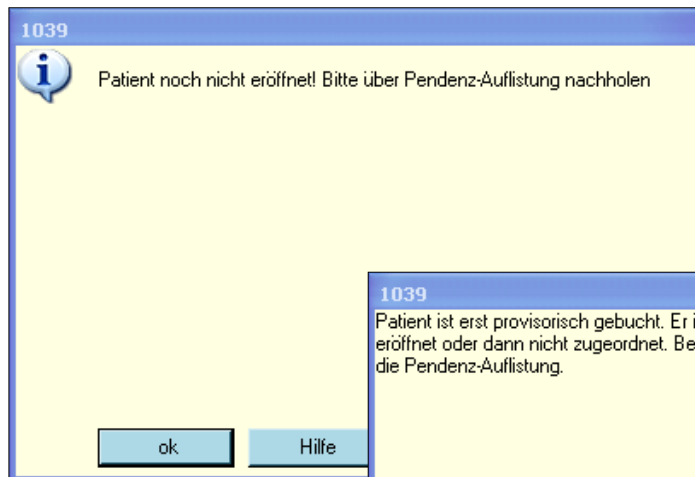 1039
Patient noch nicht eröffnet! Bitte über Pendenz-Auflistung nachholen
1039
Patient ist erst provisorisch gebucht. Er
eröffnet oder dann nicht zugeordnet.
die Pendenz-Auflistung.
ok
Hilfe